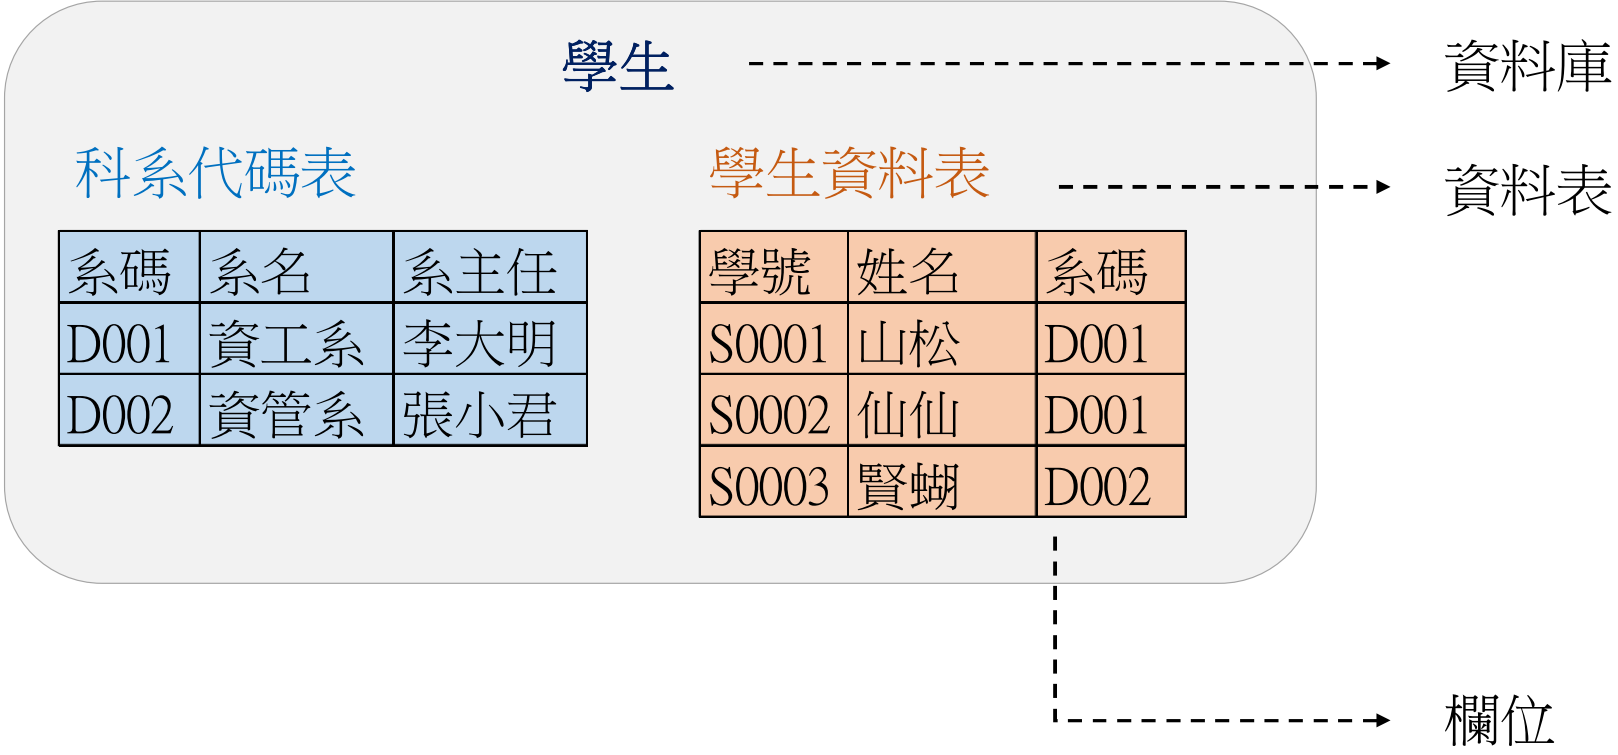 學生
資料庫
科系代碼表
學生資料表
資料表
系碼 系名 系主任
D001 資工系 李大明
D002 資管系 張小君
學號 姓名 系碼
S0001 山松 D001
S0002 仙仙 D001
S0003 賢蝴 D002
欄位